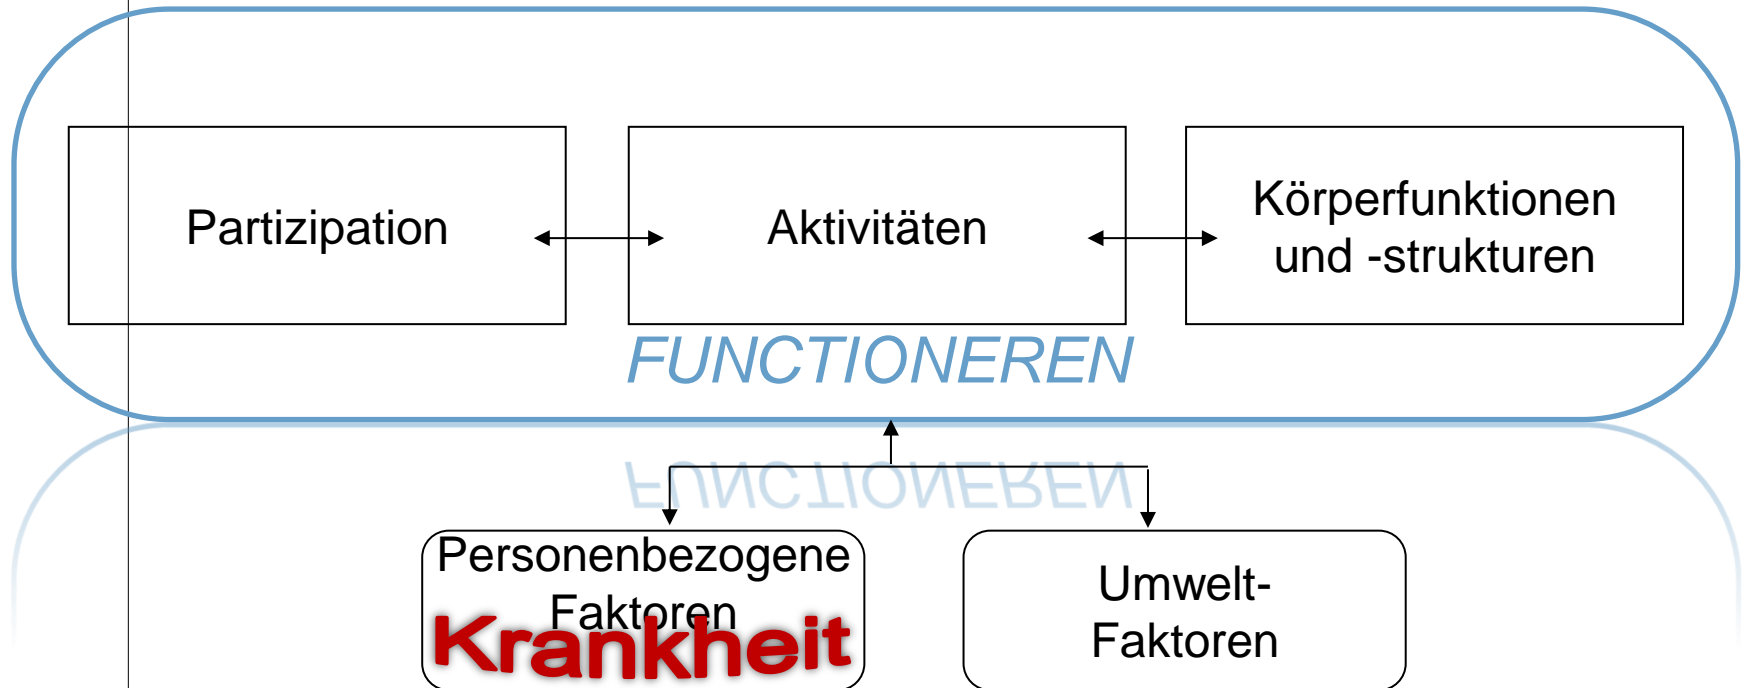 Partizipation
Aktivitäten
Körperfunktionen
und -strukturen
FUNCTIONEREN
Personenbezogene
Faktoren
Krankheit
Umwelt-
Faktoren